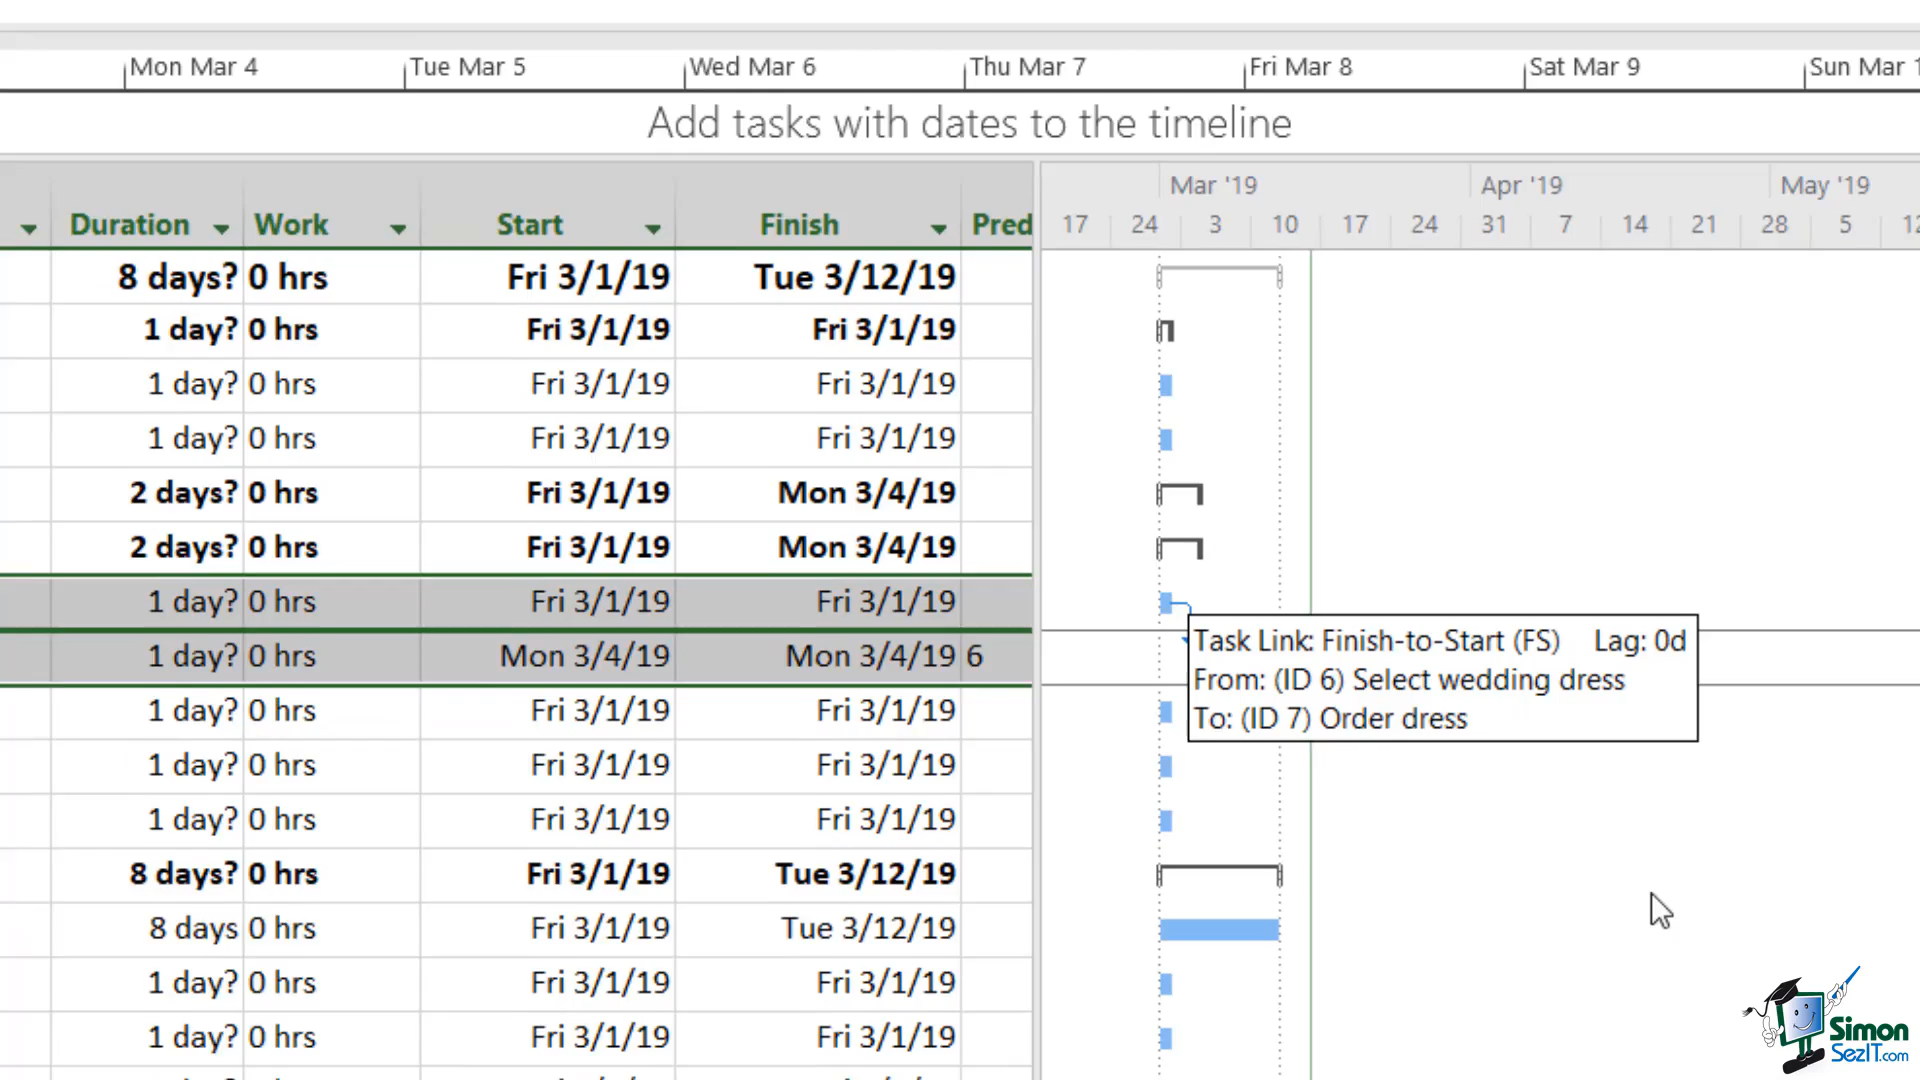 Mon Mar 4 Tue Mar 5 Wed Mar 6 Thu Mar 7 Fri Mar 8 Sat Mar 9 Sun Mar 1
Add tasks with dates to the timeline
Mar '19 Apr '19 May '19
Duration Work Start Finish Pred 17 24 3 10 17 24 31 7 14 21 28 5 12
8 days? 0 hrs Fri 3/1/19 Tue 3/12/19
1 day? 0 hrs Fri 3/1/19 Fri 3/1/19
1 day? 0 hrs Fri 3/1/19 Fri 3/1/19
1 day? 0 hrs Fri 3/1/19 Fri 3/1/19
2 days? 0 hrs Fri 3/1/19 Mon 3/4/19
2 days? 0 hrs Fri 3/1/19 Mon 3/4/19
1 day? 0 hrs Fri 3/1/19 Fri 3/1/19
1 day? 0 hrs Mon 3/4/19 Mon 3/4/19 6
Task Link: Finish-to-Start (FS) Lag: 0d
From: (ID 6) Select wedding dress
To: (ID 7) Order dress
1 day? 0 hrs Fri 3/1/19 Fri 3/1/19
1 day? 0 hrs Fri 3/1/19 Fri 3/1/19
1 day? 0 hrs Fri 3/1/19 Fri 3/1/19
8 days? 0 hrs Fri 3/1/19 Tue 3/12/19
8 days 0 hrs Fri 3/1/19 Tue 3/12/19
1 day? 0 hrs Fri 3/1/19 Fri 3/1/19
1 day? 0 hrs Fri 3/1/19 Fri 3/1/19
Simon
SezIT.com